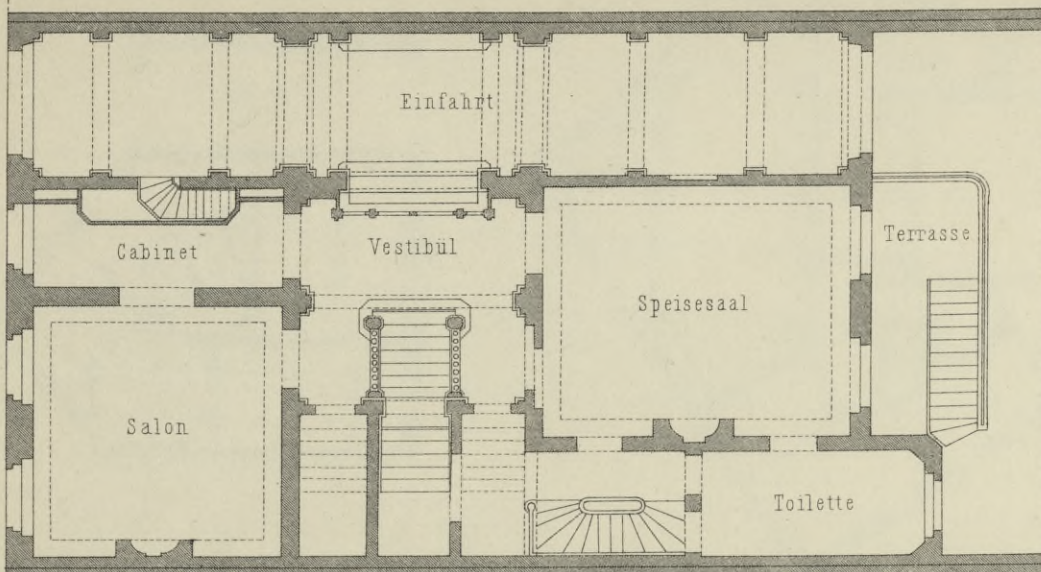 Einfahrt
Cabinet
Vestibül
Terrasse
Speisesaal
Salon
Toilette